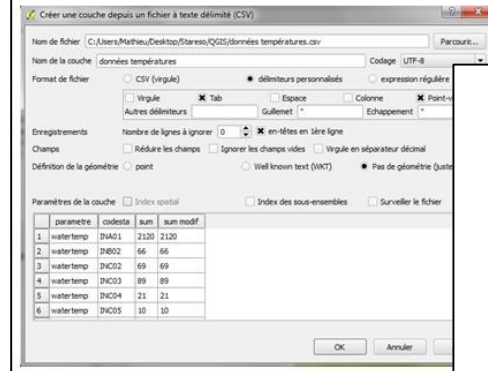 Créer une couche depuis un fichier à texte délimité (CSV)
Nom de fichier C:/Users/Mathieu/Desktop/Stareso/QGIS/données températures.csv Parcourir...
Nom de la couche données températures Codage UTF-8
Format de fichier CSV (virgule) délimiteurs personnalisés expression régulière
Virgule Tab Espace Colonne Point-v
Autres délimiteurs Guillemet " Echappement "
Enregistrements Nombre de lignes à ignorer 0 en-têtes en 1ère ligne
Champs Réduire les champs Ignorer les champs vides Virgule en séparateur décimal
Définition de la géométrie point Well known text (WKT) Pas de géométrie (juste
Paramètres de la couche Index spatial Index des sous-ensembles Surveiller le fichier
parametre codesta sum sum modif
1 watertemp INA01 2120 2120
2 watertemp INB02 66 66
3 watertemp INC02 69 69
4 watertemp INC03 89 89
5 watertemp INC04 21 21
6 watertemp INC05 10 10
OK Annuler